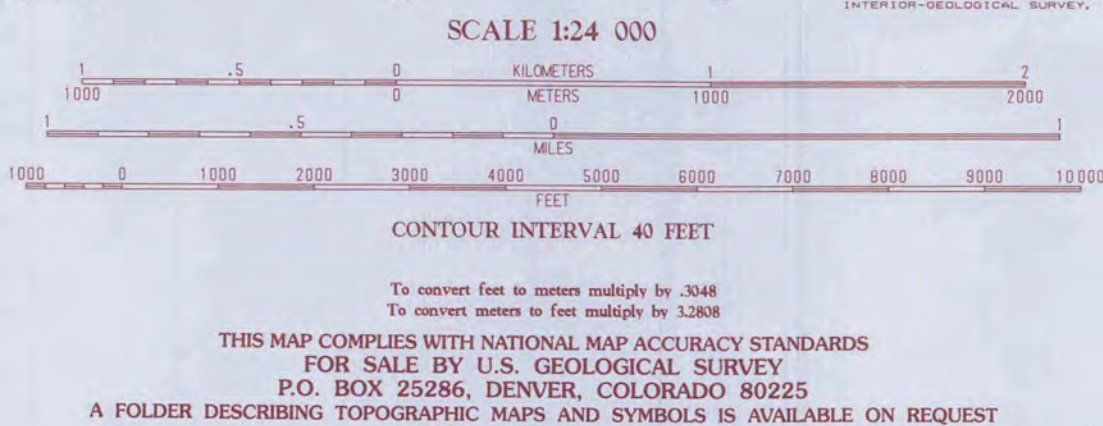 INTERIOR-GEOLOGICAL SURVEY,
SCALE 1:24 000
1 .5 0 KILOMETERS 1 2
1000 0 METERS 1000 2000
1 .5 0 1
MILES
1000 0 1000 2000 3000 4000 5000 6000 7000 8000 9000 10 000
FEET
CONTOUR INTERVAL 40 FEET
To convert feet to meters multiply by .3048
To convert meters to feet multiply by 3.2808
THIS MAP COMPLIES WITH NATIONAL MAP ACCURACY STANDARDS
FOR SALE BY U.S. GEOLOGICAL SURVEY
P.O. BOX 25286, DENVER, COLORADO 80225
A FOLDER DESCRIBING TOPOGRAPHIC MAPS AND SYMBOLS IS AVAILABLE ON REQUEST